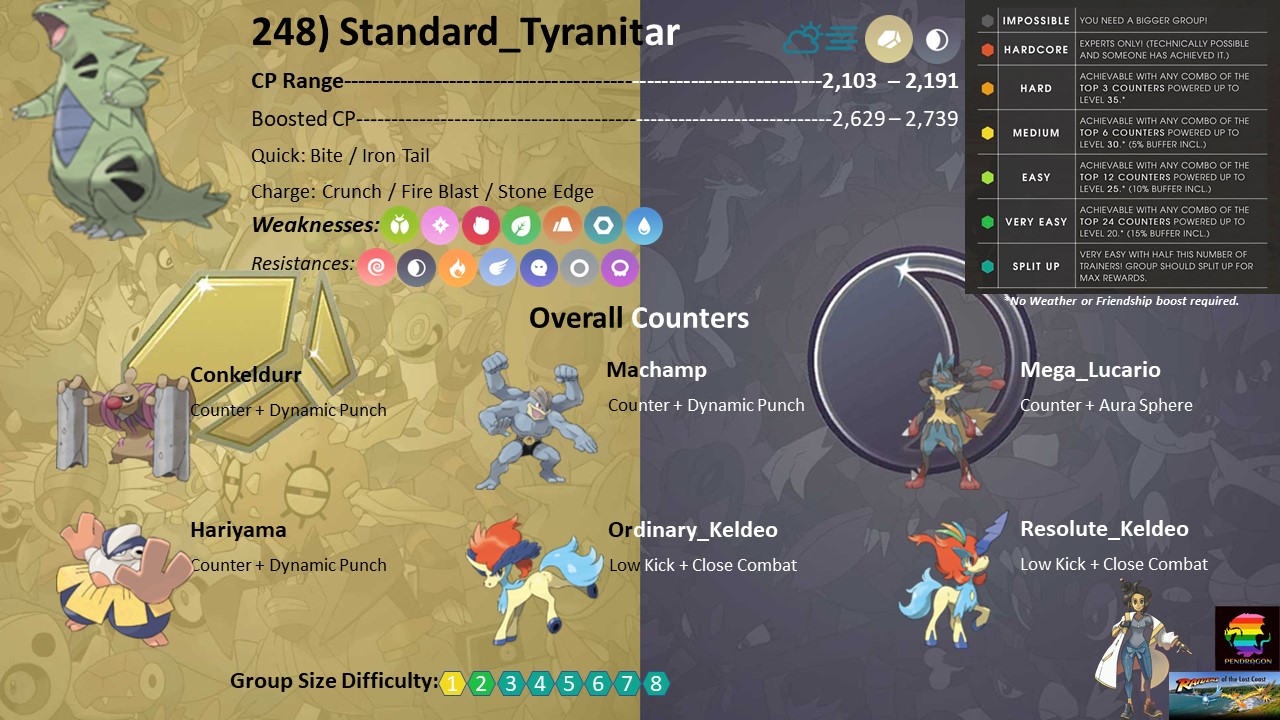 248) Standard_Tyranitar
CP Range---2,103 – 2,191
Boosted CP---2,629 – 2,739
Quick: Bite / Iron Tail
Charge: Crunch / Fire Blast / Stone Edge
Weaknesses:
Resistances:
IMPOSSIBLE YOU NEED A BIGGER GROUP!
HARDCORE EXPERTS ONLY! (TECHNICALLY POSSIBLE
AND SOMEONE HAS ACHIEVED IT.)
HARD ACHIEVABLE WITH ANY COMBO OF THE
TOP 3 COUNTERS POWERED UP TO
LEVEL 35.*
MEDIUM ACHIEVABLE WITH ANY COMBO OF THE
TOP 6 COUNTERS POWERED UP TO
LEVEL 30.* (5% BUFFER INCL.)
EASY ACHIEVABLE WITH ANY COMBO OF THE
TOP 12 COUNTERS POWERED UP TO
LEVEL 25.* (10% BUFFER INCL.)
VERY EASY ACHIEVABLE WITH ANY COMBO OF THE
TOP 24 COUNTERS POWERED UP TO
LEVEL 20.* (15% BUFFER INCL.)
SPLIT UP VERY EASY WITH HALF THIS NUMBER OF
TRAINERS! GROUP SHOULD SPLIT UP FOR
MAX REWARDS.
*No Weather or Friendship boost required.
Overall Counters
Conkeldurr
Counter + Dynamic Punch
Machamp
Counter + Dynamic Punch
Mega_Lucario
Counter + Aura Sphere
Hariyama
Counter + Dynamic Punch
Ordinary_Keldeo
Low Kick + Close Combat
Resolute_Keldeo
Low Kick + Close Combat
Group Size Difficulty: 1 2 3 4 5 6 7 8
PENDRAGON
RAIDERS of the Lost Coast